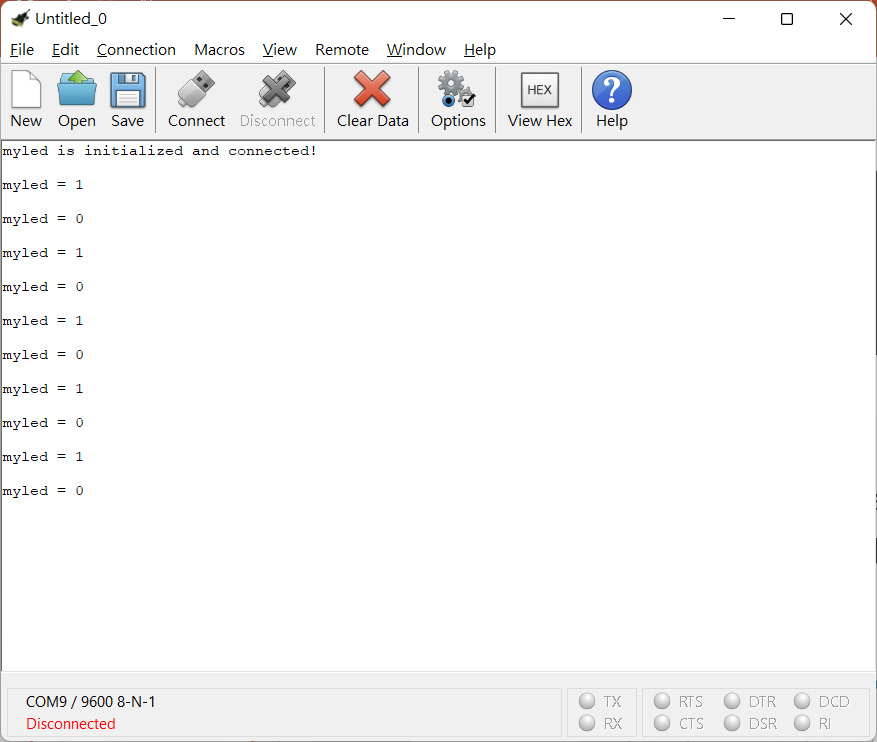 Untitled_0
File Edit Connection Macros View Remote Window Help
HEX ?
New Open Save Connect Disconnect Clear Data Options View Hex Help
myled is initialized and connected!
myled = 1
myled = 0
myled = 1
myled = 0
myled = 1
myled = 0
myled = 1
myled = 0
myled = 1
myled = 0
COM9 / 9600 8-N-1
Disconnected
TX RTS DTR DCD
RX CTS DSR RI